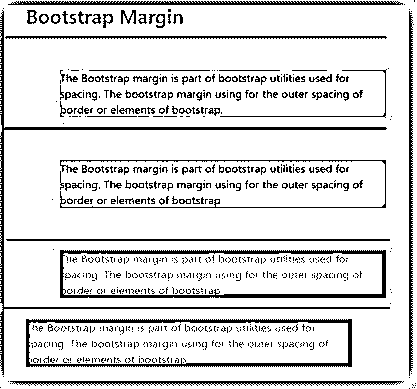 Bootstrap Margin
The Bootstrap margin is part of bootstrap utilities used for
spacing. The bootstrap margin using for the outer spacing of
border or elements of bootstrap.
The Bootstrap margin is part of bootstrap utilities used for
spacing. The bootstrap margin using for the outer spacing of
border or elements of bootstrap
The Bootstrap margin is part of bootstrap utilities used for
spacing. The bootstrap margin using for the outer spacing of
border or elements of bootstrap
The Bootstrap margin is part of bootstrap utilities used for
spacing. The bootstrap margin using for the outer spacing of
border or elements of bootstrap